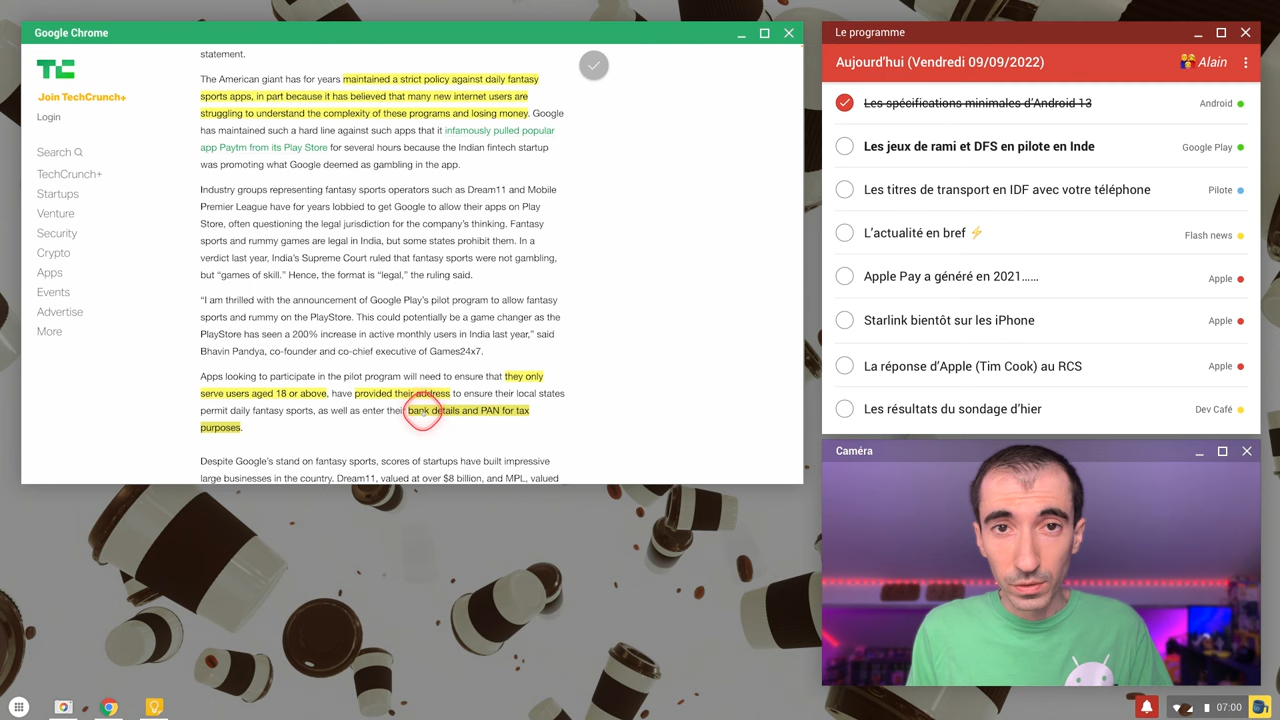 Google Chrome
TC
Join TechCrunch+
Login
Search
TechCrunch+
Startups
Venture
Security
Crypto
Apps
Events
Advertise
More
statement.
The American giant has for years maintained a strict policy against daily fantasy
sports apps, in part because it has believed that many new internet users are
struggling to understand the complexity of these programs and losing money. Google
has maintained such a hard line against such apps that it infamously pulled popular
app Paytm from its Play Store for several hours because the Indian fintech startup
was promoting what Google deemed as gambling in the app.
Industry groups representing fantasy sports operators such as Dream11 and Mobile
Premier League have for years lobbied to get Google to allow their apps on Play
Store, often questioning the legal jurisdiction for the company's thinking. Fantasy
sports and rummy games are legal in India, but some states prohibit them. In a
verdict last year, India's Supreme Court ruled that fantasy sports were not gambling,
but “games of skill.” Hence, the format is “legal,” the ruling said.
“I am thrilled with the announcement of Google Play's pilot program to allow fantasy
sports and rummy on the PlayStore. This could potentially be a game changer as the
PlayStore has seen a 200% increase in active monthly users in India last year,” said
Bhavin Pandya, co-founder and co-chief executive of Games24x7.
Apps looking to participate in the pilot program will need to ensure that they only
serve users aged 18 or above, have provided their address to ensure their local states
permit daily fantasy sports, as well as enter their bank details and PAN for tax
purposes.
Despite Google's stand on fantasy sports, scores of startups have built impressive
large businesses in the country. Dream11, valued at over $8 billion, and MPL, valued
Le programme
Aujourd'hui (Vendredi 09/09/2022)
Alain
Les spécifications minimales d'Android 13
Android
Les jeux de rami et DFS en pilote en Inde
Google Play
Les titres de transport en IDF avec votre téléphone
Pilote
L'actualité en bref ⚡
Flash news
Apple Pay a généré en 2021......
Apple
Starlink bientôt sur les iPhone
Apple
La réponse d'Apple (Tim Cook) au RCS
Apple
Les résultats du sondage d'hier
Dev Café
Caméra
07:00